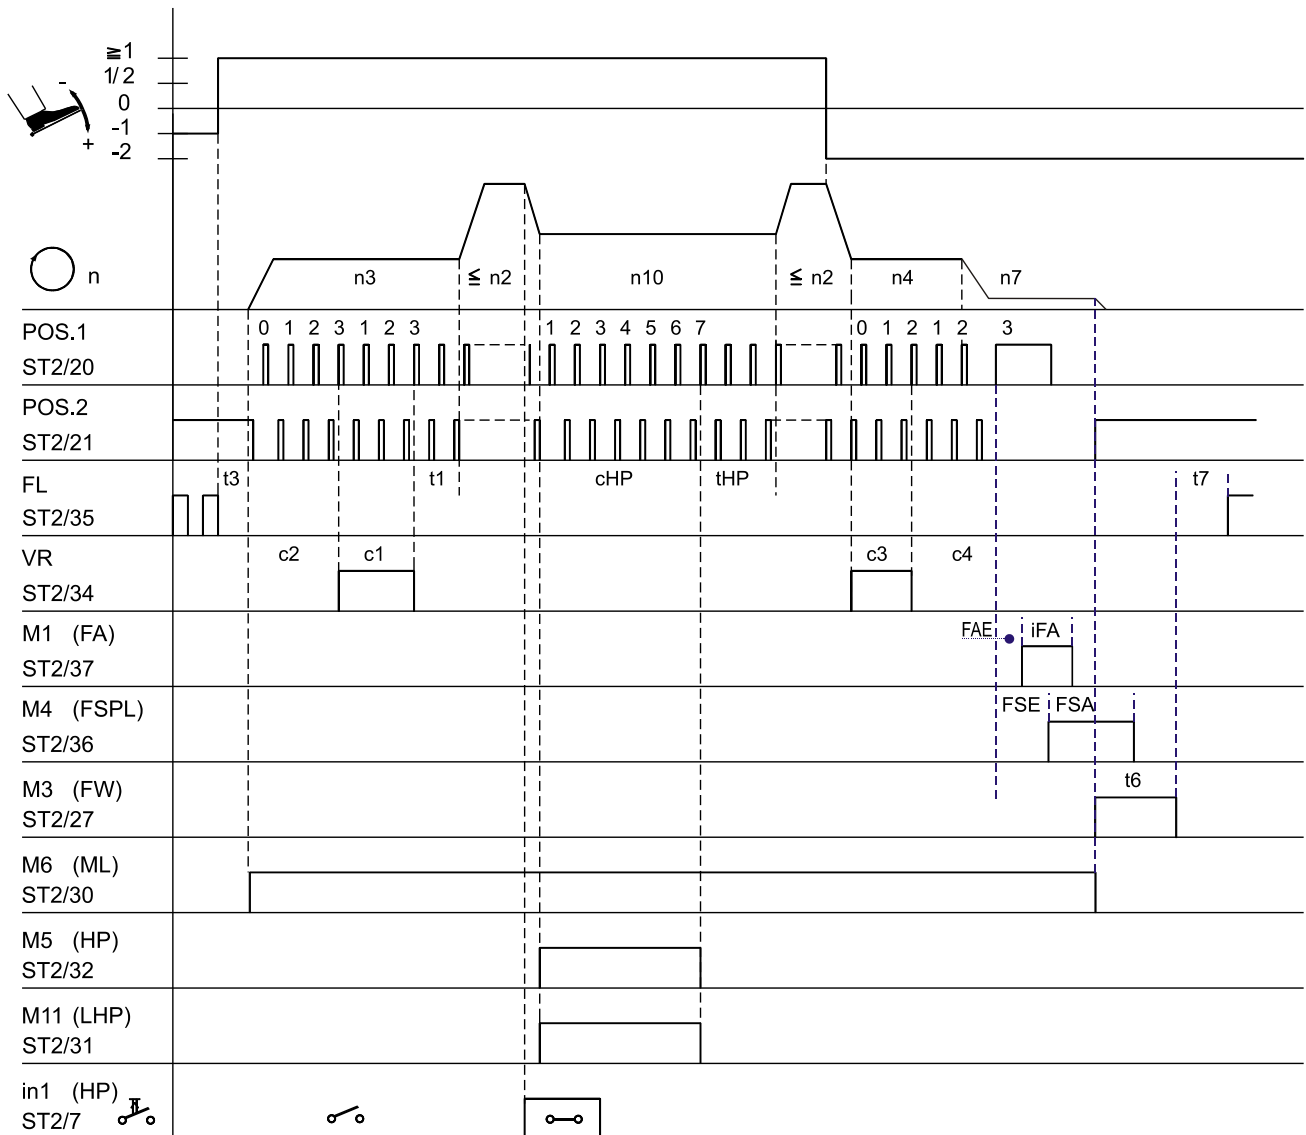 ≧1
1/2
0
-1
-2
-
+
n
n3
≦ n2
n10
≦ n2
n4
n7
POS.1
0 1 2 3 1 2 3
1 2 3 4 5 6 7
0 1 2 1 2
3
ST2/20
POS.2
ST2/21
FL
t3
t1
cHP
tHP
t7
ST2/35
VR
c2
c1
c3
c4
ST2/34
M1 (FA)
FAE
iFA
ST2/37
M4 (FSPL)
FSE
FSA
ST2/36
M3 (FW)
t6
ST2/27
M6 (ML)
ST2/30
M5 (HP)
ST2/32
M11 (LHP)
ST2/31
in1 (HP)
ST2/7